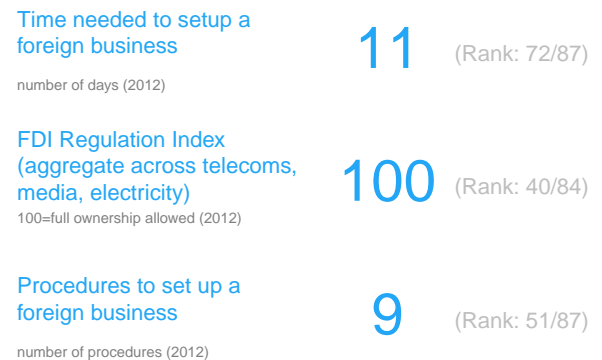 Time needed to setup a
foreign business
11
(Rank: 72/87)
number of days (2012)
FDI Regulation Index
(aggregate across telecoms,
media, electricity)
100
(Rank: 40/84)
100=full ownership allowed (2012)
Procedures to set up a
foreign business
9
(Rank: 51/87)
number of procedures (2012)